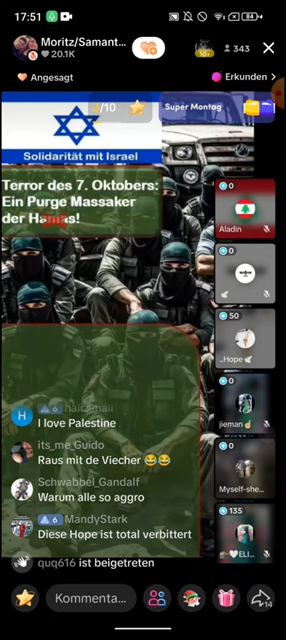 17:51
84
Moritz/Samant...
20.1K
343
Angesagt
Erkunden
/10
Super Montag
Solidarität mit Israel
Terror des 7. Oktobers:
Ein Purge Massaker
der Hamas!
0
Aladin
0
50
..Hope
0
jieman
0
Myself-she...
135
ELI...
H
6
I love Palestine
its_me_Guido
Raus mit de Viecher 😂😂
Schwabbel_Gandalf
Warum alle so aggro
6 MandyStark
Diese Hope ist total verbittert
quq616 ist beigetreten
Kommenta...
14